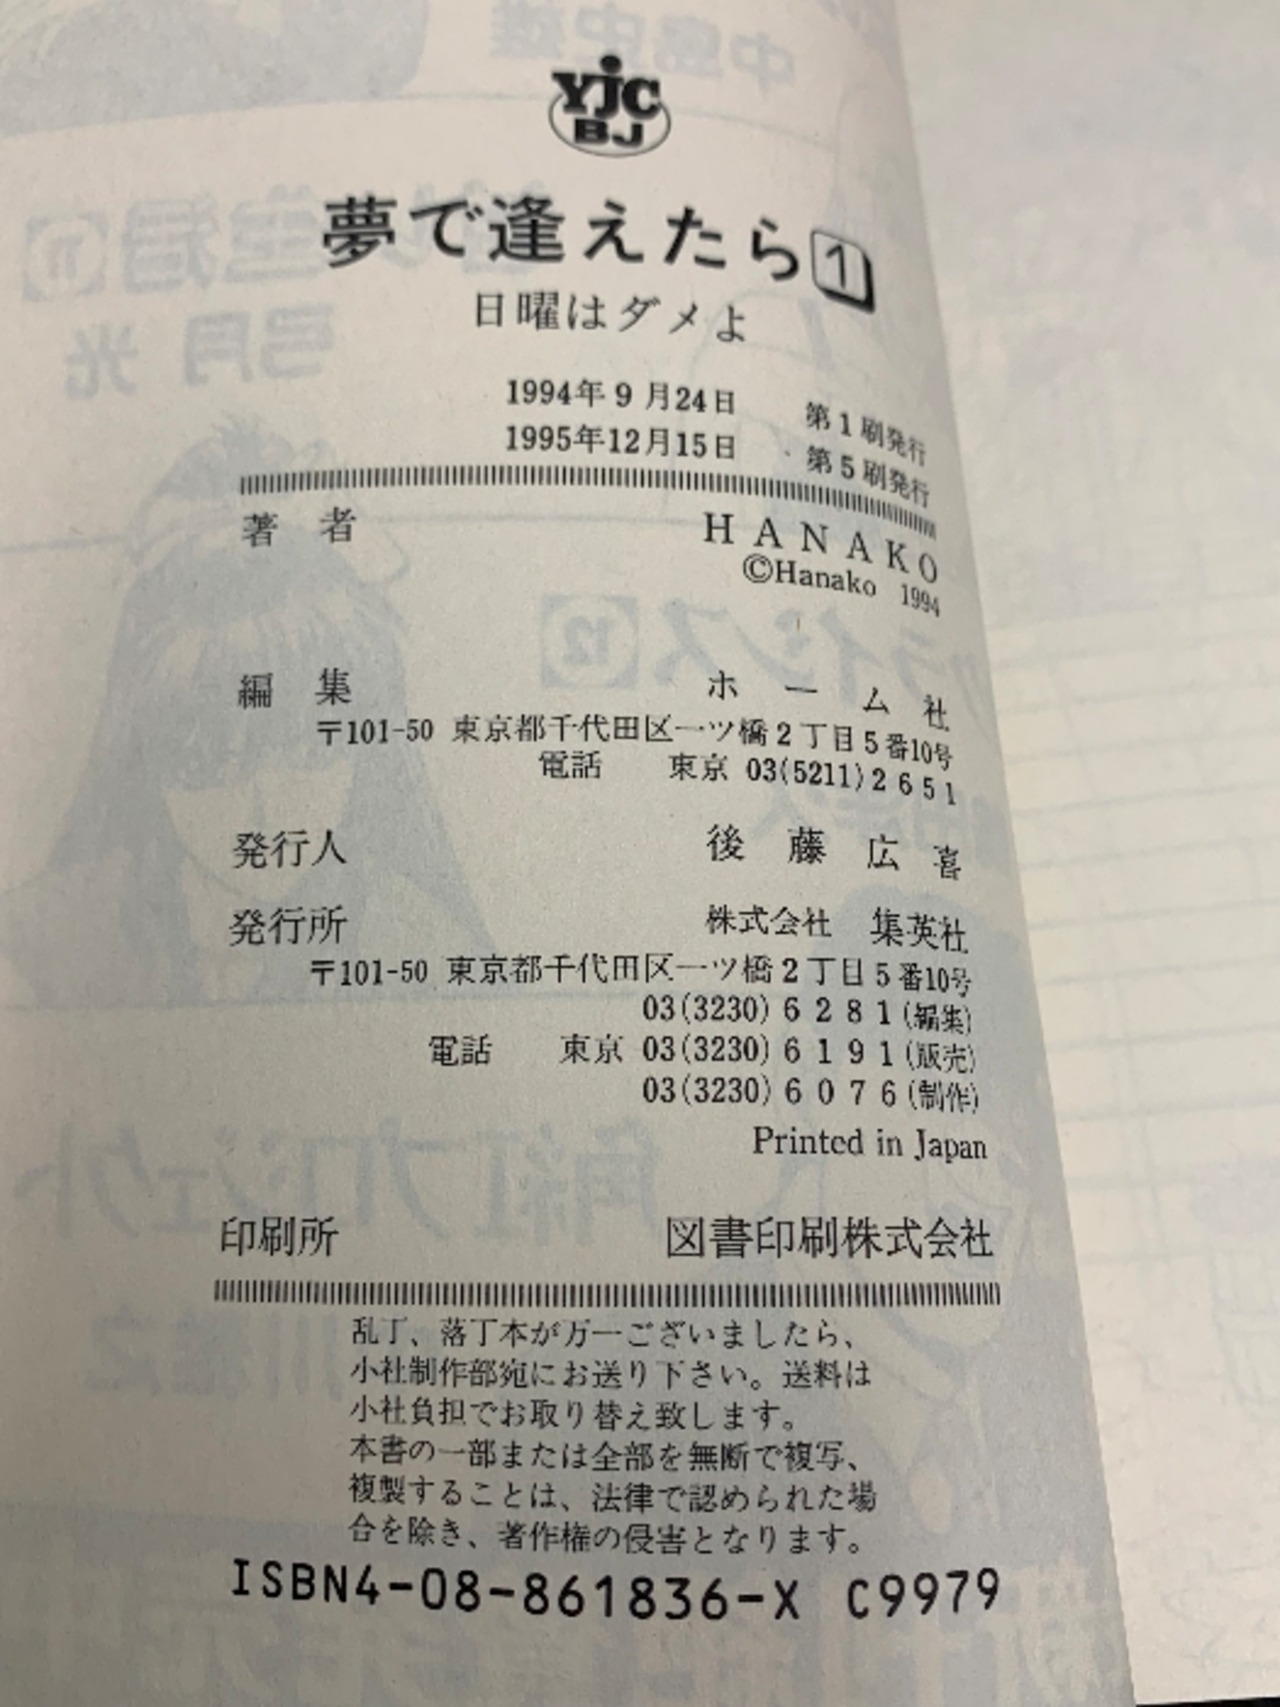 YJC
BJ
夢で逢えたら1
日曜はダメよ
1994年9月24日 第1刷発行
1995年12月15日 第5刷発行
著者 HANAKO
©Hanako 1994
編集 ホーム社
〒101-50 東京都千代田区一ツ橋2丁目5番10号
電話 東京 03(5211)2651
発行人 後藤広喜
発行所 株式会社 集英社
〒101-50 東京都千代田区一ツ橋2丁目5番10号
03(3230)6281(編集)
電話 東京 03(3230)6191(販売)
03(3230)6076(制作)
Printed in Japan
印刷所 図書印刷株式会社
乱丁、落丁本が万一ございましたら、
小社制作部宛にお送り下さい。送料は
小社負担でお取り替え致します。
本書の一部または全部を無断で複写、
複製することは、法律で認められた場
合を除き、著作権の侵害となります。
ISBN4-08-861836-X C9979